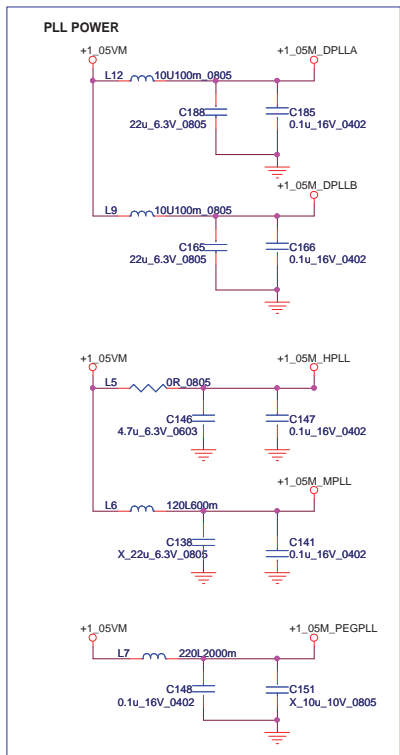 PLL POWER
+1_05VM
+1_05M_DPLLA
L12
10U100m_0805
C188
22u_6.3V_0805
C185
0.1u_16V_0402
+1_05M_DPLLB
L9
10U100m_0805
C165
22u_6.3V_0805
C166
0.1u_16V_0402
+1_05VM
+1_05M_HPLL
L5
0R_0805
C146
4.7u_6.3V_0603
C147
0.1u_16V_0402
+1_05M_MPLL
L6
120L600m
C138
X_22u_6.3V_0805
C141
0.1u_16V_0402
+1_05VM
+1_05M_PEGPLL
L7
220L2000m
C148
0.1u_16V_0402
C151
X_10u_10V_0805